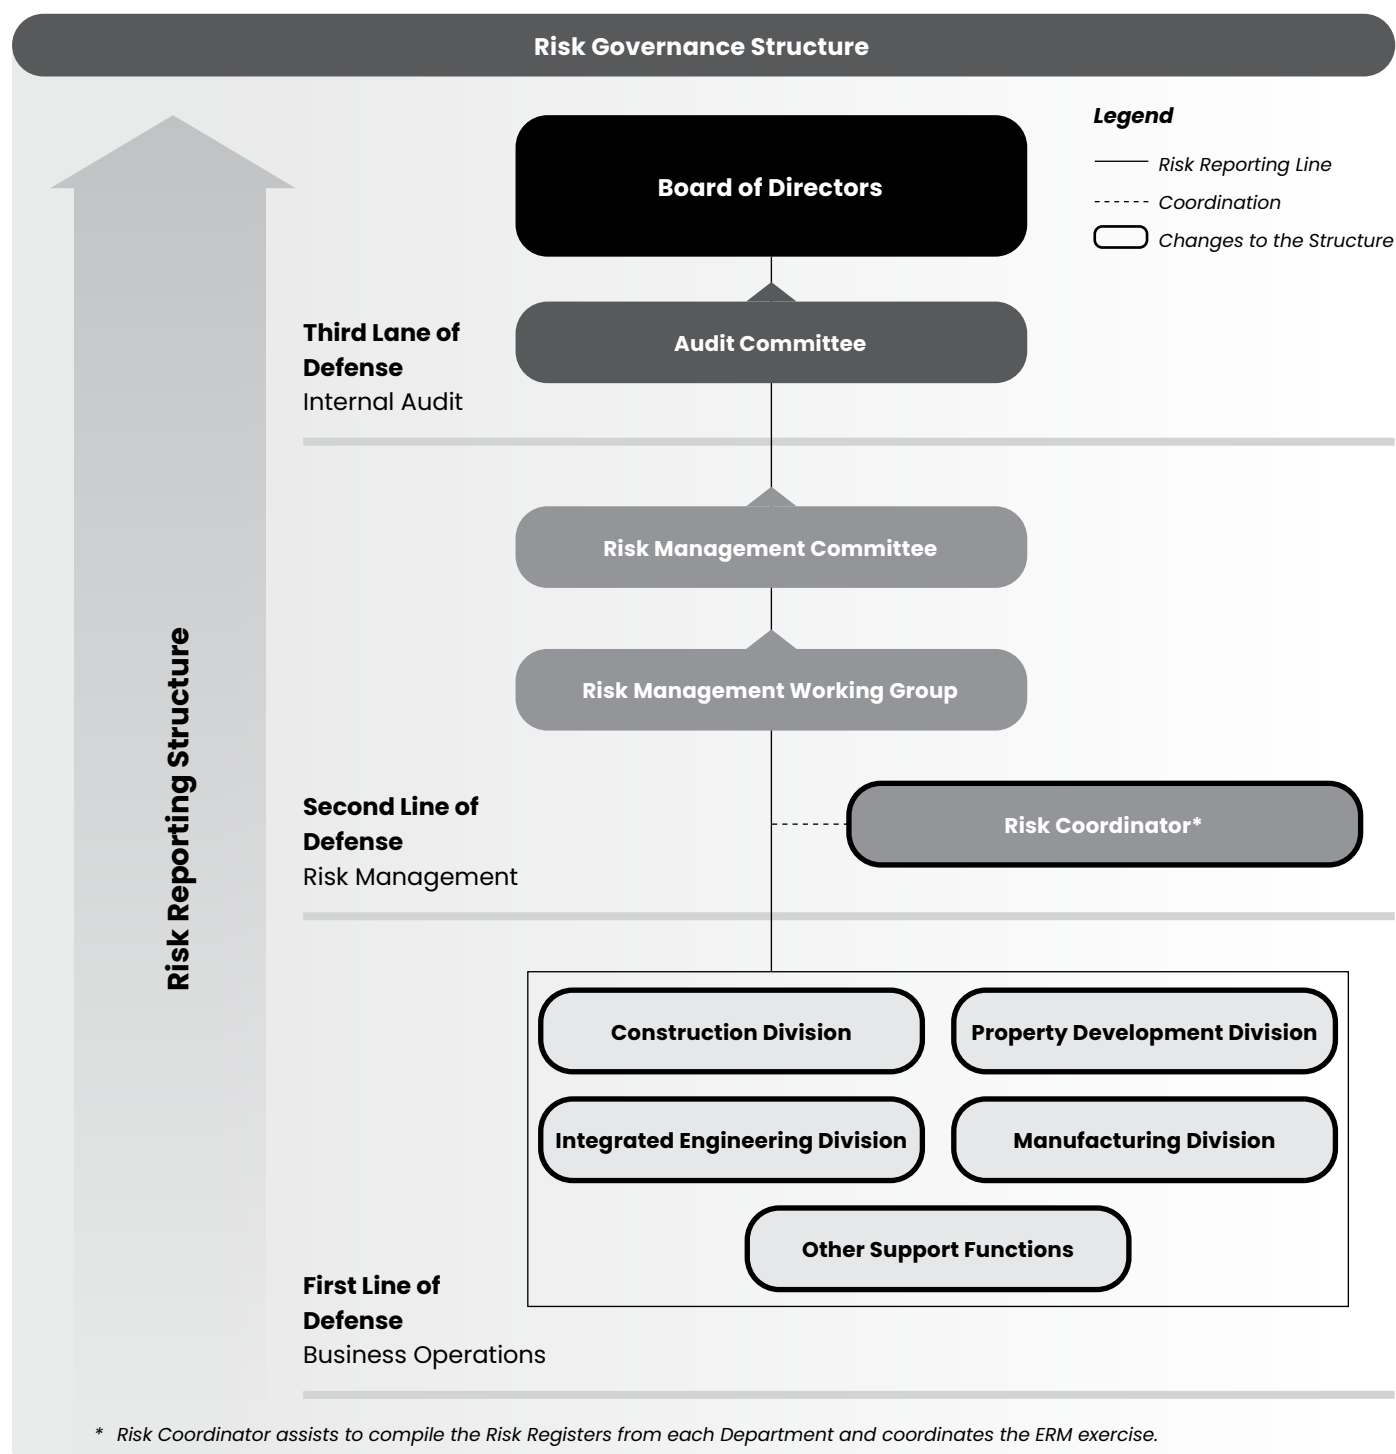 Risk Governance Structure
Legend
Risk Reporting Line
Coordination
Changes to the Structure
Board of Directors
Third Lane of
Defense
Internal Audit
Audit Committee
Risk Management Committee
Risk Management Working Group
Risk Reporting Structure
Second Line of
Defense
Risk Management
Risk Coordinator*
Construction Division
Property Development Division
Integrated Engineering Division
Manufacturing Division
Other Support Functions
First Line of
Defense
Business Operations
* Risk Coordinator assists to compile the Risk Registers from each Department and coordinates the ERM exercise.